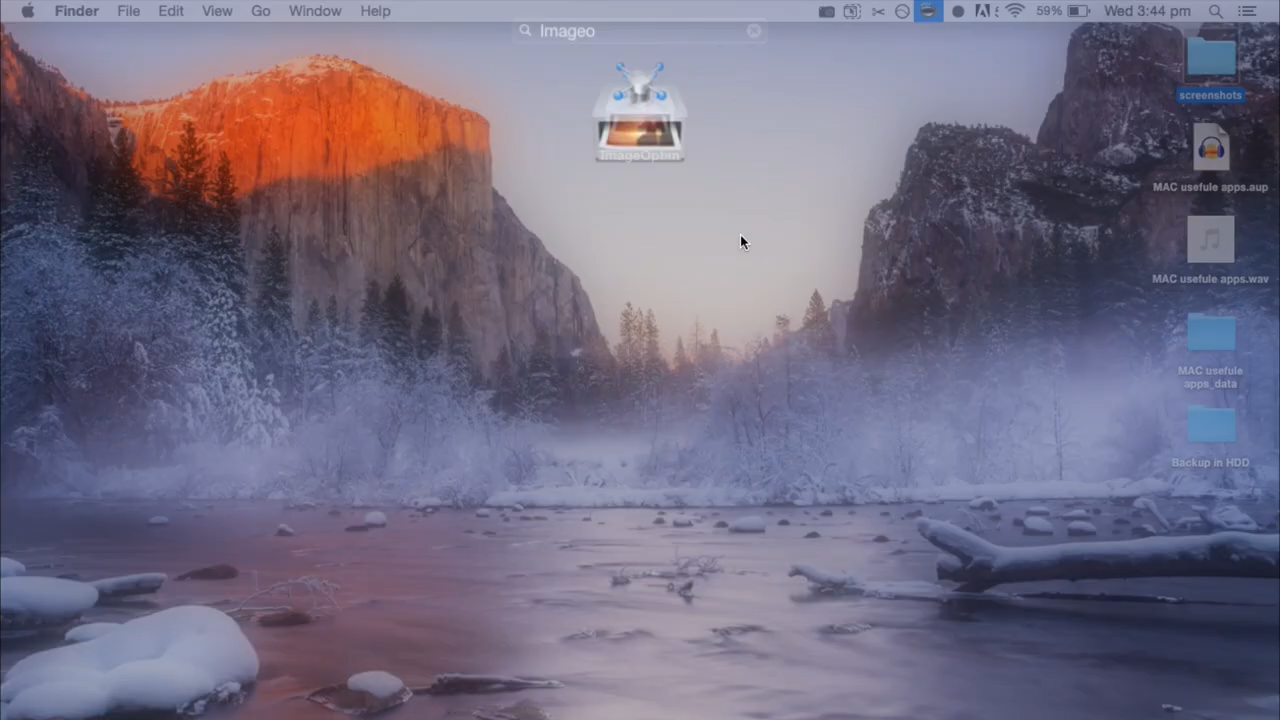 Finder File Edit View Go Window Help 59% Wed 3:44 pm
Imageo
ImageOptim
screenshots
MAC usefule apps.aup
MAC usefule apps.wav
MAC usefule
apps_data
Backup in HDD